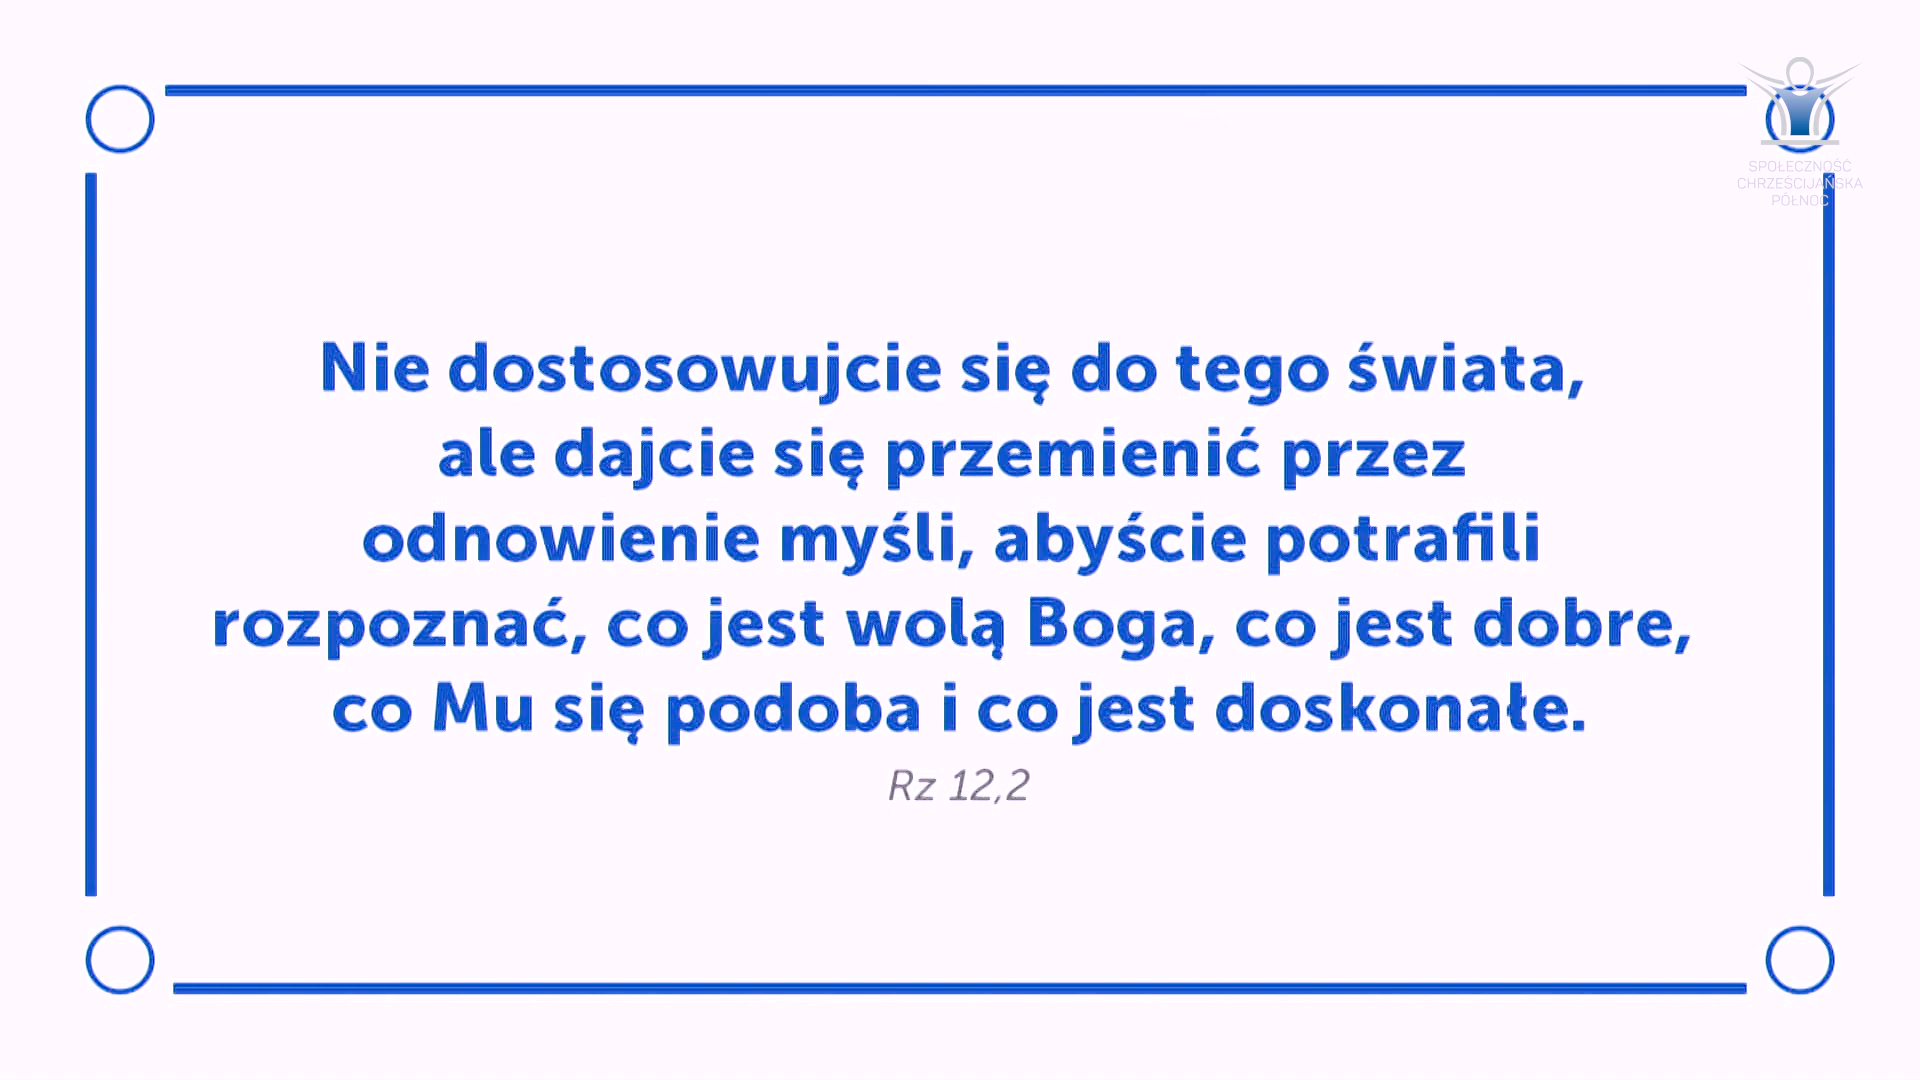 SPOŁECZNOŚĆ
CHRZEŚCIJAŃSKA
PÓŁNOC
Nie dostosowujcie się do tego świata,
ale dajcie się przemienić przez
odnowienie myśli, abyście potrafili
rozpoznać, co jest wolą Boga, co jest dobre,
co Mu się podoba i co jest doskonałe.
Rz 12,2